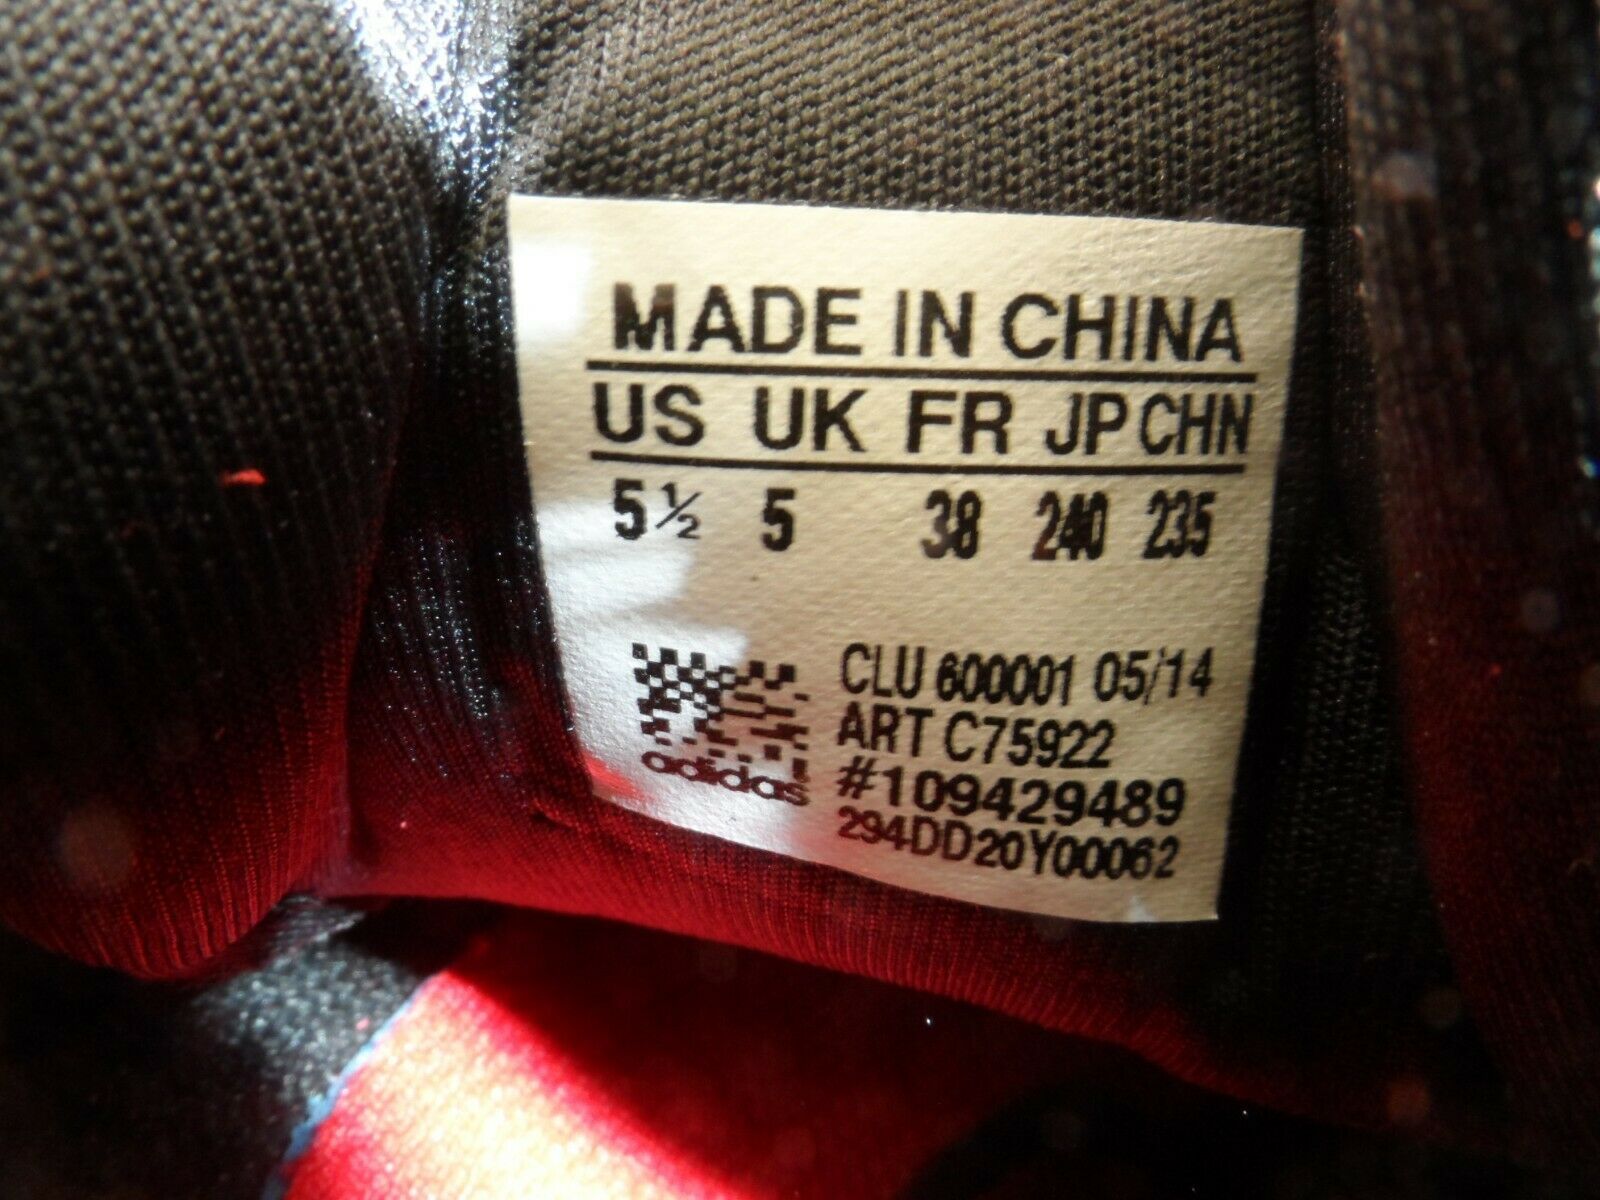 MADE IN CHINA
US UK FR JP CHN
5½ 5 38 240 235
CLU 600001 05/14
ART C75922
#109429489
294DD20Y00062
adidas